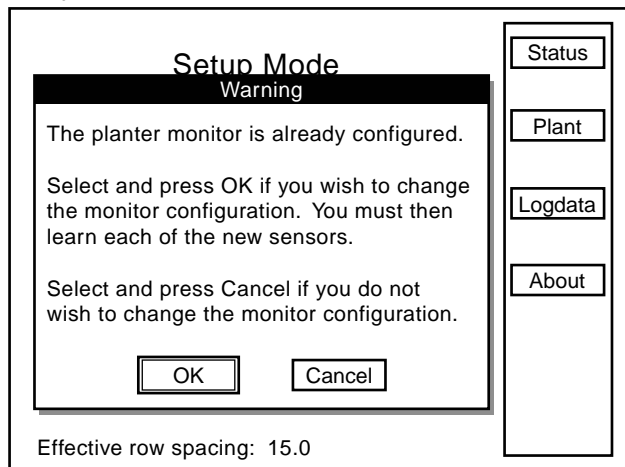 Setup Mode
Warning
The planter monitor is already configured.
Select and press OK if you wish to change
the monitor configuration. You must then
learn each of the new sensors.
Select and press Cancel if you do not
wish to change the monitor configuration.
OK
Cancel
Effective row spacing: 15.0
Status
Plant
Logdata
About